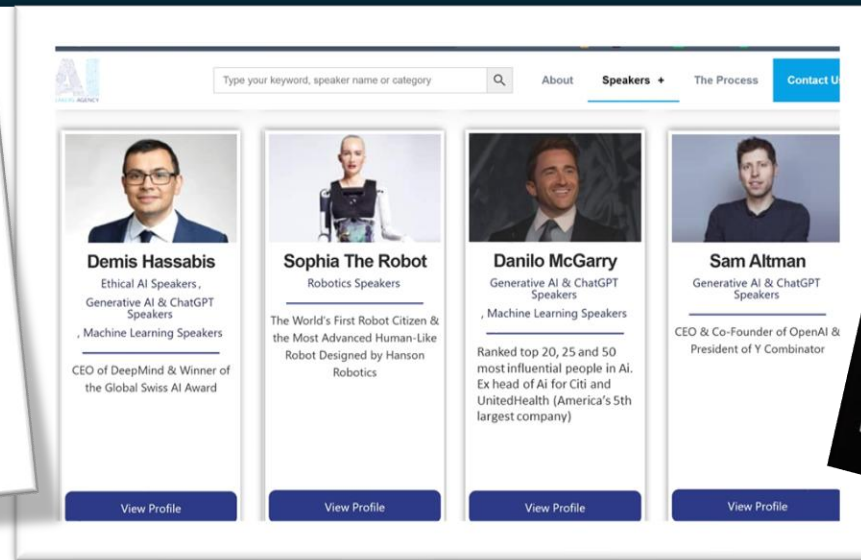 AI
Type your keyword, speaker name or category
About
Speakers +
The Process
Contact U
Demis Hassabis
Ethical AI Speakers,
Generative AI & ChatGPT
Speakers
, Machine Learning Speakers
CEO of DeepMind & Winner of
the Global Swiss AI Award
View Profile
Sophia The Robot
Robotics Speakers
The World's First Robot Citizen &
the Most Advanced Human-Like
Robot Designed by Hanson
Robotics
View Profile
Danilo McGarry
Generative AI & ChatGPT
Speakers
, Machine Learning Speakers
Ranked top 20, 25 and 50
most influential people in Ai.
Ex head of Ai for Citi and
UnitedHealth (America's 5th
largest company)
View Profile
Sam Altman
Generative AI & ChatGPT
Speakers
CEO & Co-Founder of OpenAI &
President of Y Combinator
View Profile